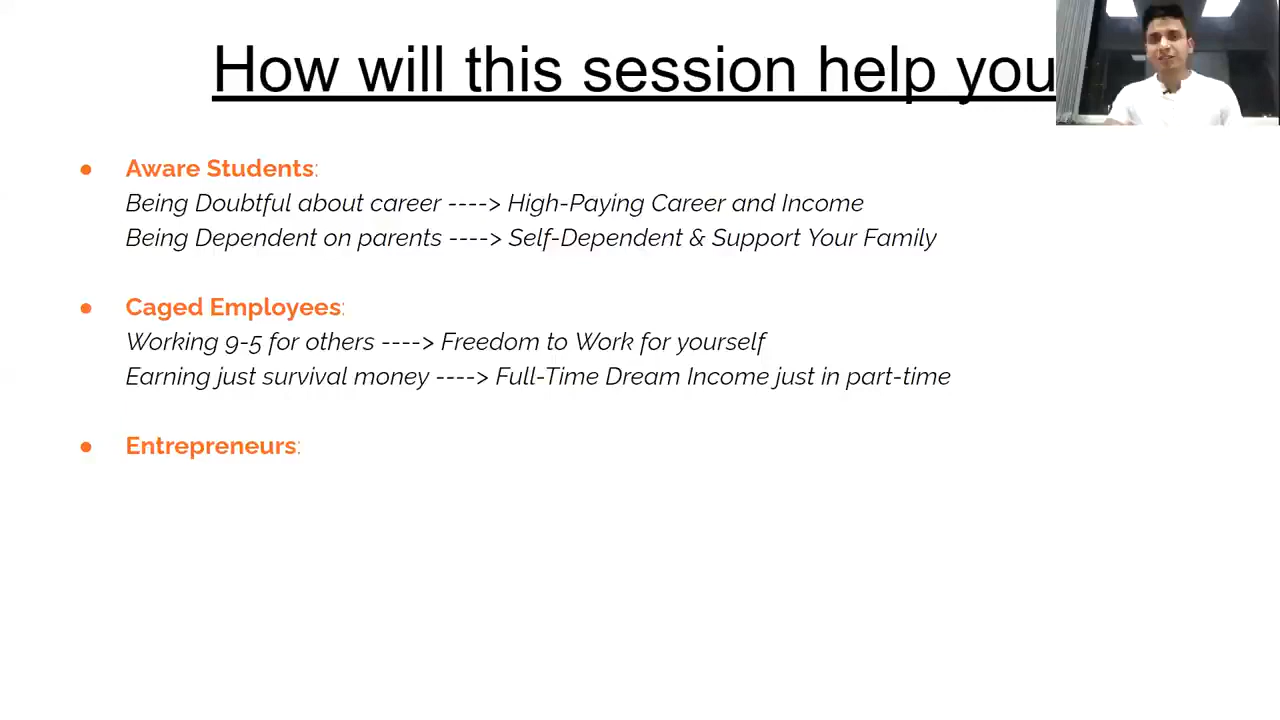 How will this session help you
● Aware Students:
Being Doubtful about career ----> High-Paying Career and Income
Being Dependent on parents ----> Self-Dependent & Support Your Family
● Caged Employees:
Working 9-5 for others ----> Freedom to Work for yourself
Earning just survival money ----> Full-Time Dream Income just in part-time
● Entrepreneurs: